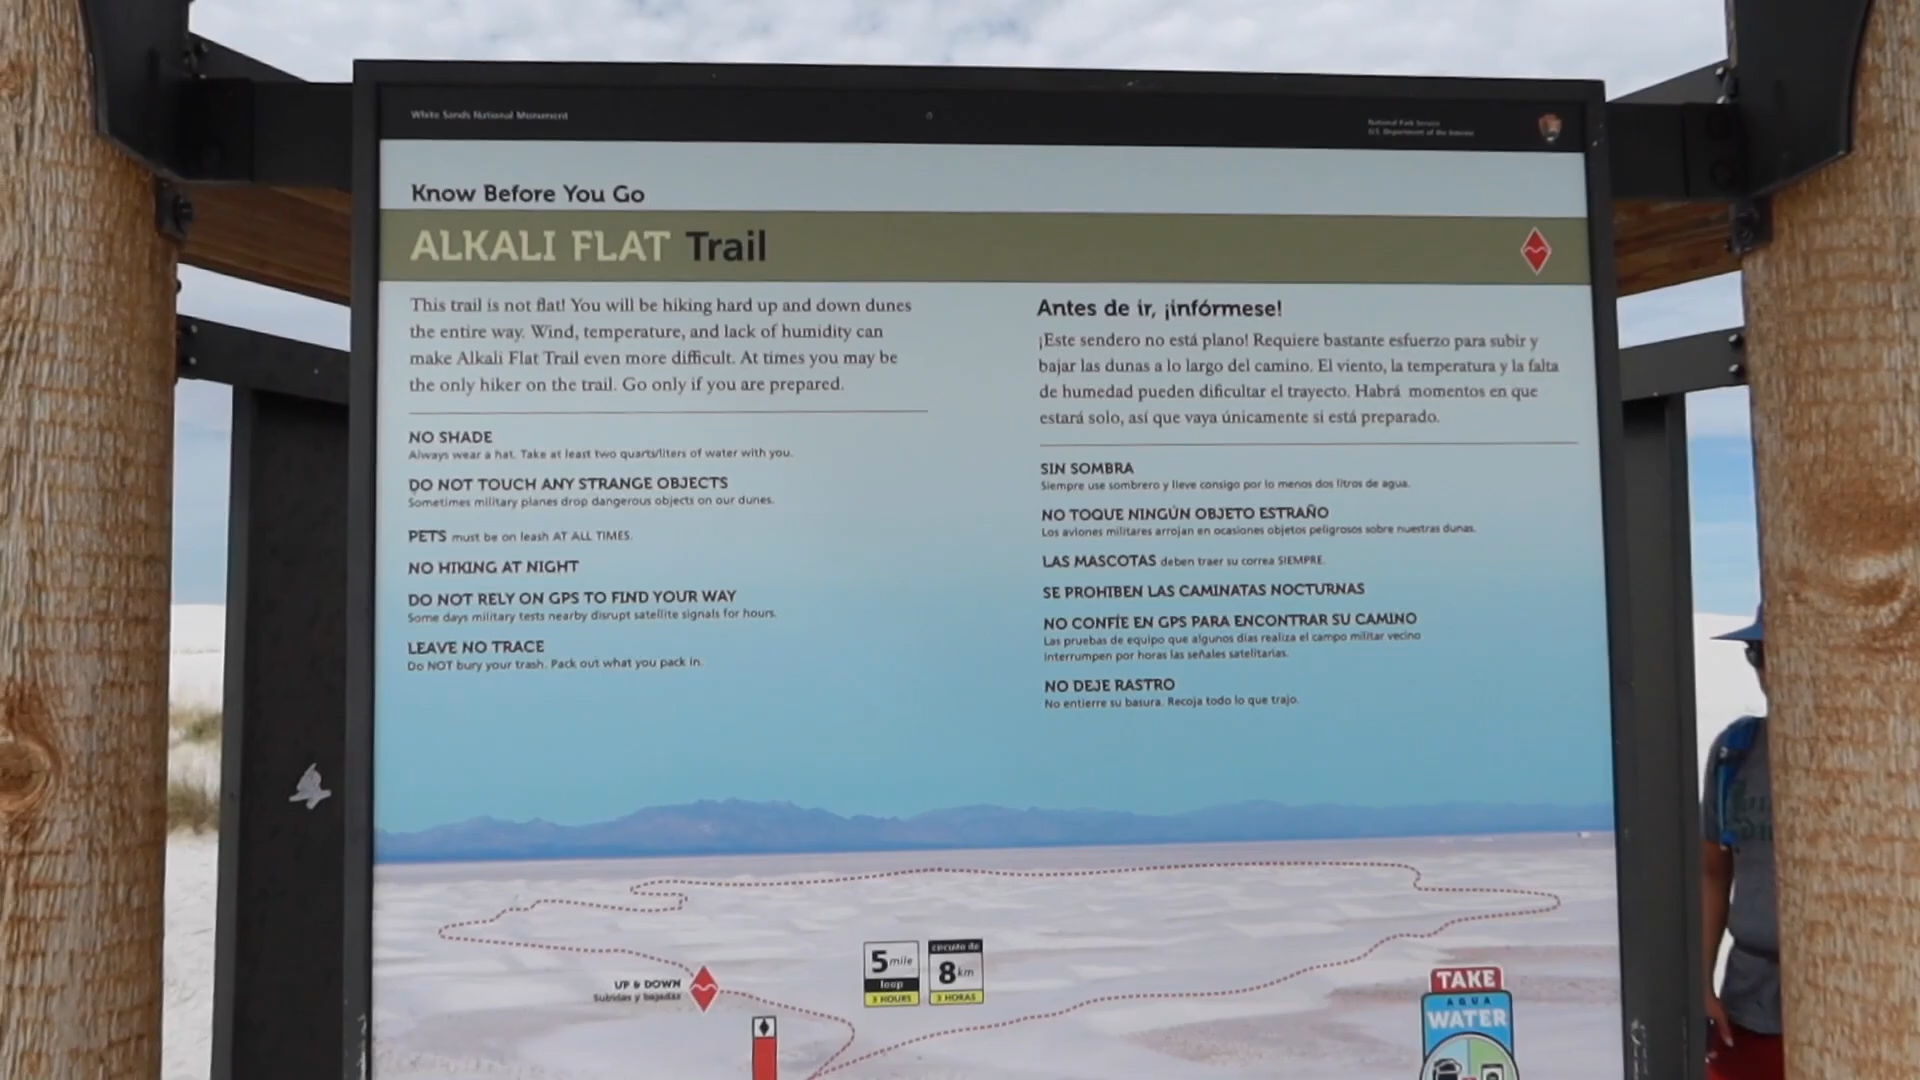 White Sands National Monument
National Park Service
U.S. Department of the Interior
Know Before You Go
ALKALI FLAT Trail
This trail is not flat! You will be hiking hard up and down dunes
the entire way. Wind, temperature, and lack of humidity can
make Alkali Flat Trail even more difficult. At times you may be
the only hiker on the trail. Go only if you are prepared.
NO SHADE
Always wear a hat. Take at least two quarts/liters of water with you.
DO NOT TOUCH ANY STRANGE OBJECTS
Sometimes military planes drop dangerous objects on our dunes.
PETS must be on leash AT ALL TIMES.
NO HIKING AT NIGHT
DO NOT RELY ON GPS TO FIND YOUR WAY
Some days military tests nearby disrupt satellite signals for hours.
LEAVE NO TRACE
Do NOT bury your trash. Pack out what you pack in.
Antes de ir, ¡infórmese!
¡Este sendero no está plano! Requiere bastante esfuerzo para subir y
bajar las dunas a lo largo del camino. El viento, la temperatura y la falta
de humedad pueden dificultar el trayecto. Habrá momentos en que
estará solo, así que vaya únicamente si está preparado.
SIN SOMBRA
Siempre use sombrero y lleve consigo por lo menos dos litros de agua.
NO TOQUE NINGÚN OBJETO ESTRAÑO
Los aviones militares arrojan en ocasiones objetos peligrosos sobre nuestras dunas.
LAS MASCOTAS deben traer su correa SIEMPRE.
SE PROHIBEN LAS CAMINATAS NOCTURNAS
NO CONFÍE EN GPS PARA ENCONTRAR SU CAMINO
Las pruebas de equipo que algunos días realiza el campo militar vecino
interrumpen por horas las señales satelitarias.
NO DEJE RASTRO
No entierre su basura. Recoja todo lo que trajo.
UP & DOWN
Subidas y bajadas
5 mile
loop
3 HOURS
circuito de
8 km
3 HORAS
TAKE
AGUA
WATER